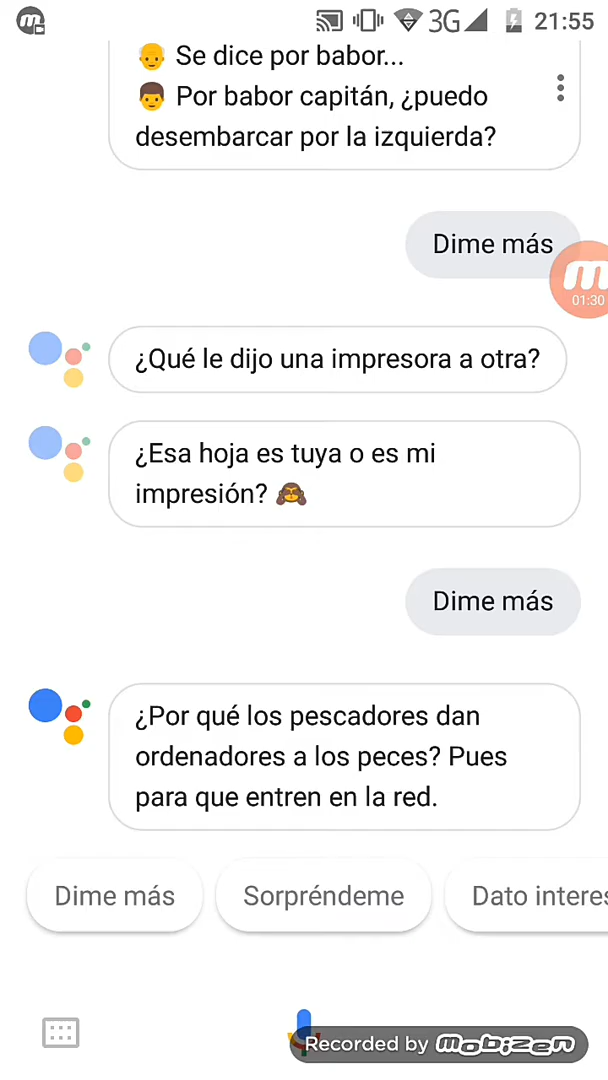 3G 21:55
Se dice por babor...
Por babor capitán, ¿puedo
desembarcar por la izquierda?
Dime más
01:30
¿Qué le dijo una impresora a otra?
¿Esa hoja es tuya o es mi
impresión?
Dime más
¿Por qué los pescadores dan
ordenadores a los peces? Pues
para que entren en la red.
Dime más
Sorpréndeme
Dato interes
Recorded by mobizen